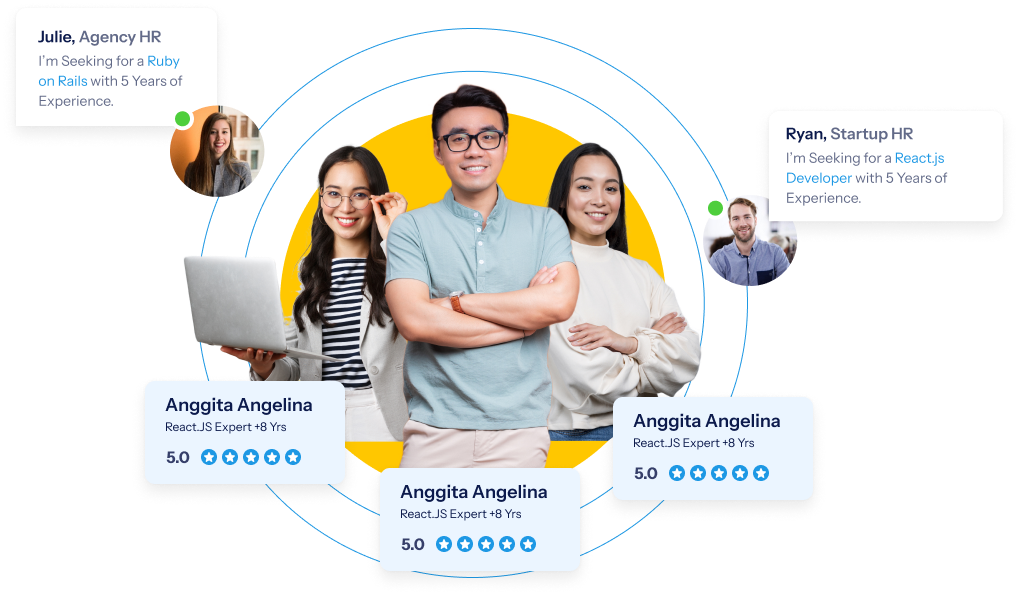 Julie, Agency HR
I'm Seeking for a Ruby
on Rails with 5 Years of
Experience.
Ryan, Startup HR
I'm Seeking for a React.js
Developer with 5 Years of
Experience.
Anggita Angelina
React.JS Expert +8 Yrs
5.0
Anggita Angelina
React.JS Expert +8 Yrs
5.0
Anggita Angelina
React.JS Expert +8 Yrs
5.0